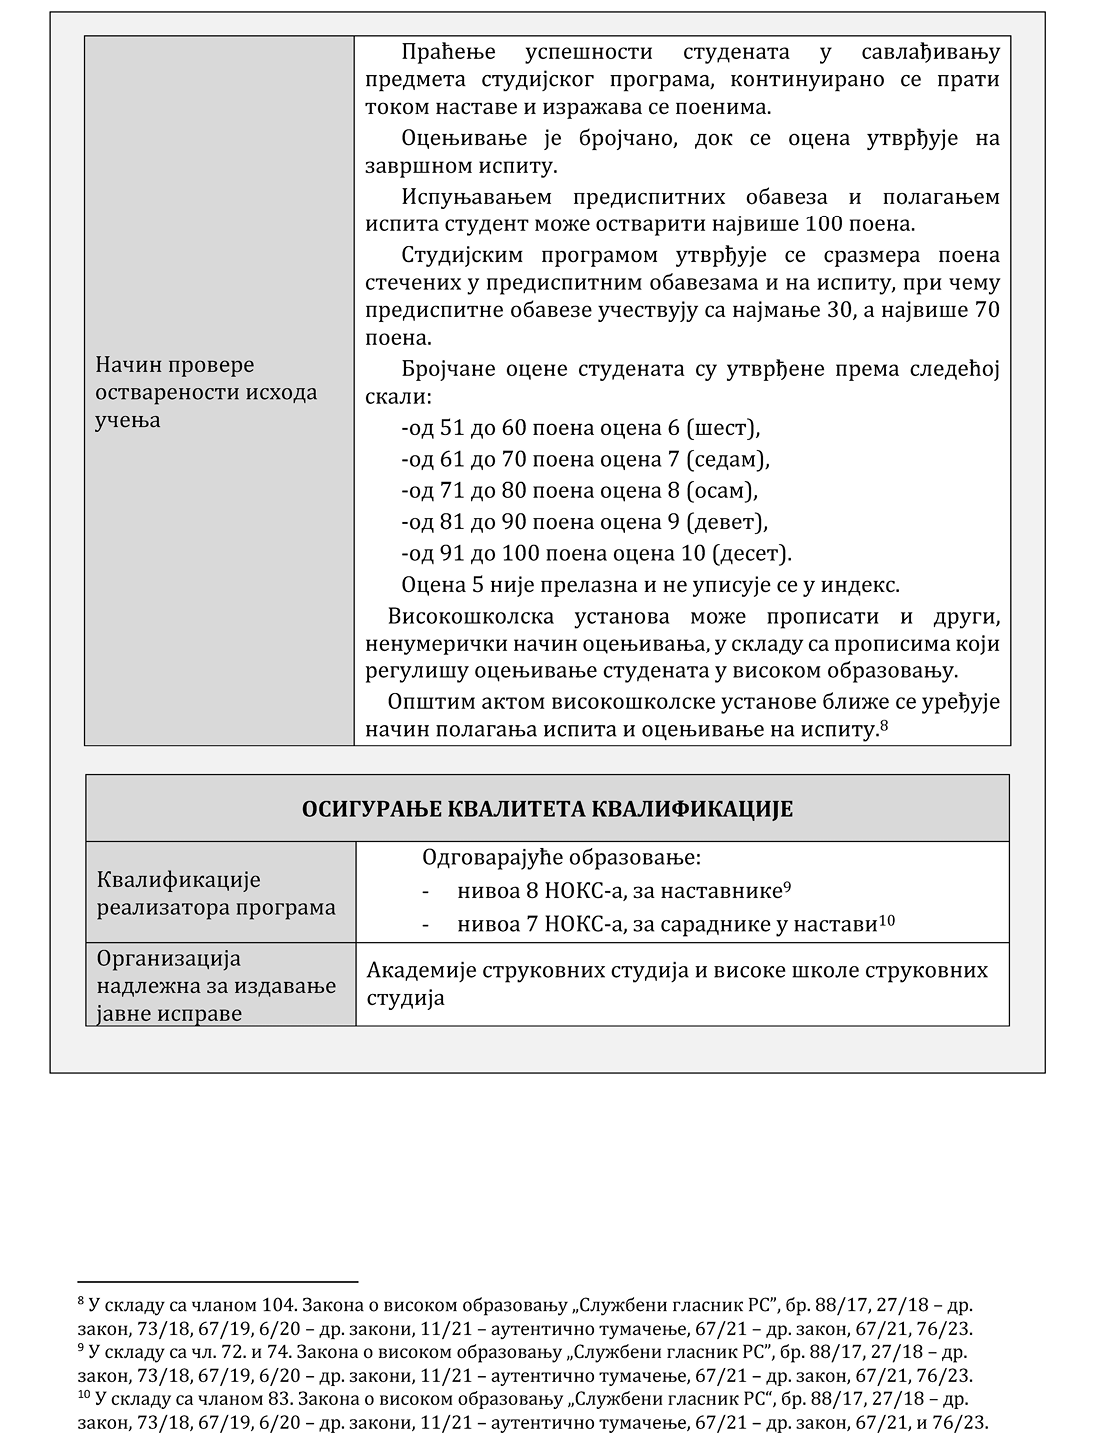 Начин провере
остварености исхода
учења
Праћење успешности студената у савлађивању
предмета студијског програма, континуирано се прати
током наставе и изражава се поенима.
Оцењивање је бројчано, док се оцена утврђује на
завршном испиту.
Испуњавањем предиспитних обавеза и полагањем
испита студент може остварити највише 100 поена.
Студијским програмом утврђује се сразмера поена
стечених у предиспитним обавезама и на испиту, при чему
предиспитне обавезе учествују са најмање 30, а највише 70
поена.
Бројчане оцене студената су утврђене према следећој
скали:
-од 51 до 60 поена оцена 6 (шест),
-од 61 до 70 поена оцена 7 (седам),
-од 71 до 80 поена оцена 8 (осам),
-од 81 до 90 поена оцена 9 (девет),
-од 91 до 100 поена оцена 10 (десет).
Оцена 5 није прелазна и не уписује се у индекс.
Високошколска установа може прописати и други,
ненумерички начин оцењивања, у складу са прописима који
регулишу оцењивање студената у високом образовању.
Општим актом високошколске установе ближе се уређује
начин полагања испита и оцењивање на испиту.⁸
ОСИГУРАЊЕ КВАЛИТЕТА КВАЛИФИКАЦИЈЕ
Квалификације
реализатора програма
Одговарајуће образовање:
- нивоа 8 НОКС-а, за наставнике⁹
- нивоа 7 НОКС-а, за сараднике у настави¹⁰
Организација
надлежна за издавање
јавне исправе
Академије струковних студија и високе школе струковних
студија
⁸ У складу са чланом 104. Закона о високом образовању „Службени гласник РС”, бр. 88/17, 27/18 – др.
закон, 73/18, 67/19, 6/20 – др. закони, 11/21 – аутентично тумачење, 67/21 – др. закон, 67/21, 76/23.
⁹ У складу са чл. 72. и 74. Закона о високом образовању „Службени гласник РС”, бр. 88/17, 27/18 – др.
закон, 73/18, 67/19, 6/20 – др. закони, 11/21 – аутентично тумачење, 67/21 – др. закон, 67/21, 76/23.
¹⁰ У складу са чланом 83. Закона о високом образовању „Службени гласник РС“, бр. 88/17, 27/18 – др.
закон, 73/18, 67/19, 6/20 – др. закони, 11/21 – аутентично тумачење, 67/21 – др. закон, 67/21, и 76/23.